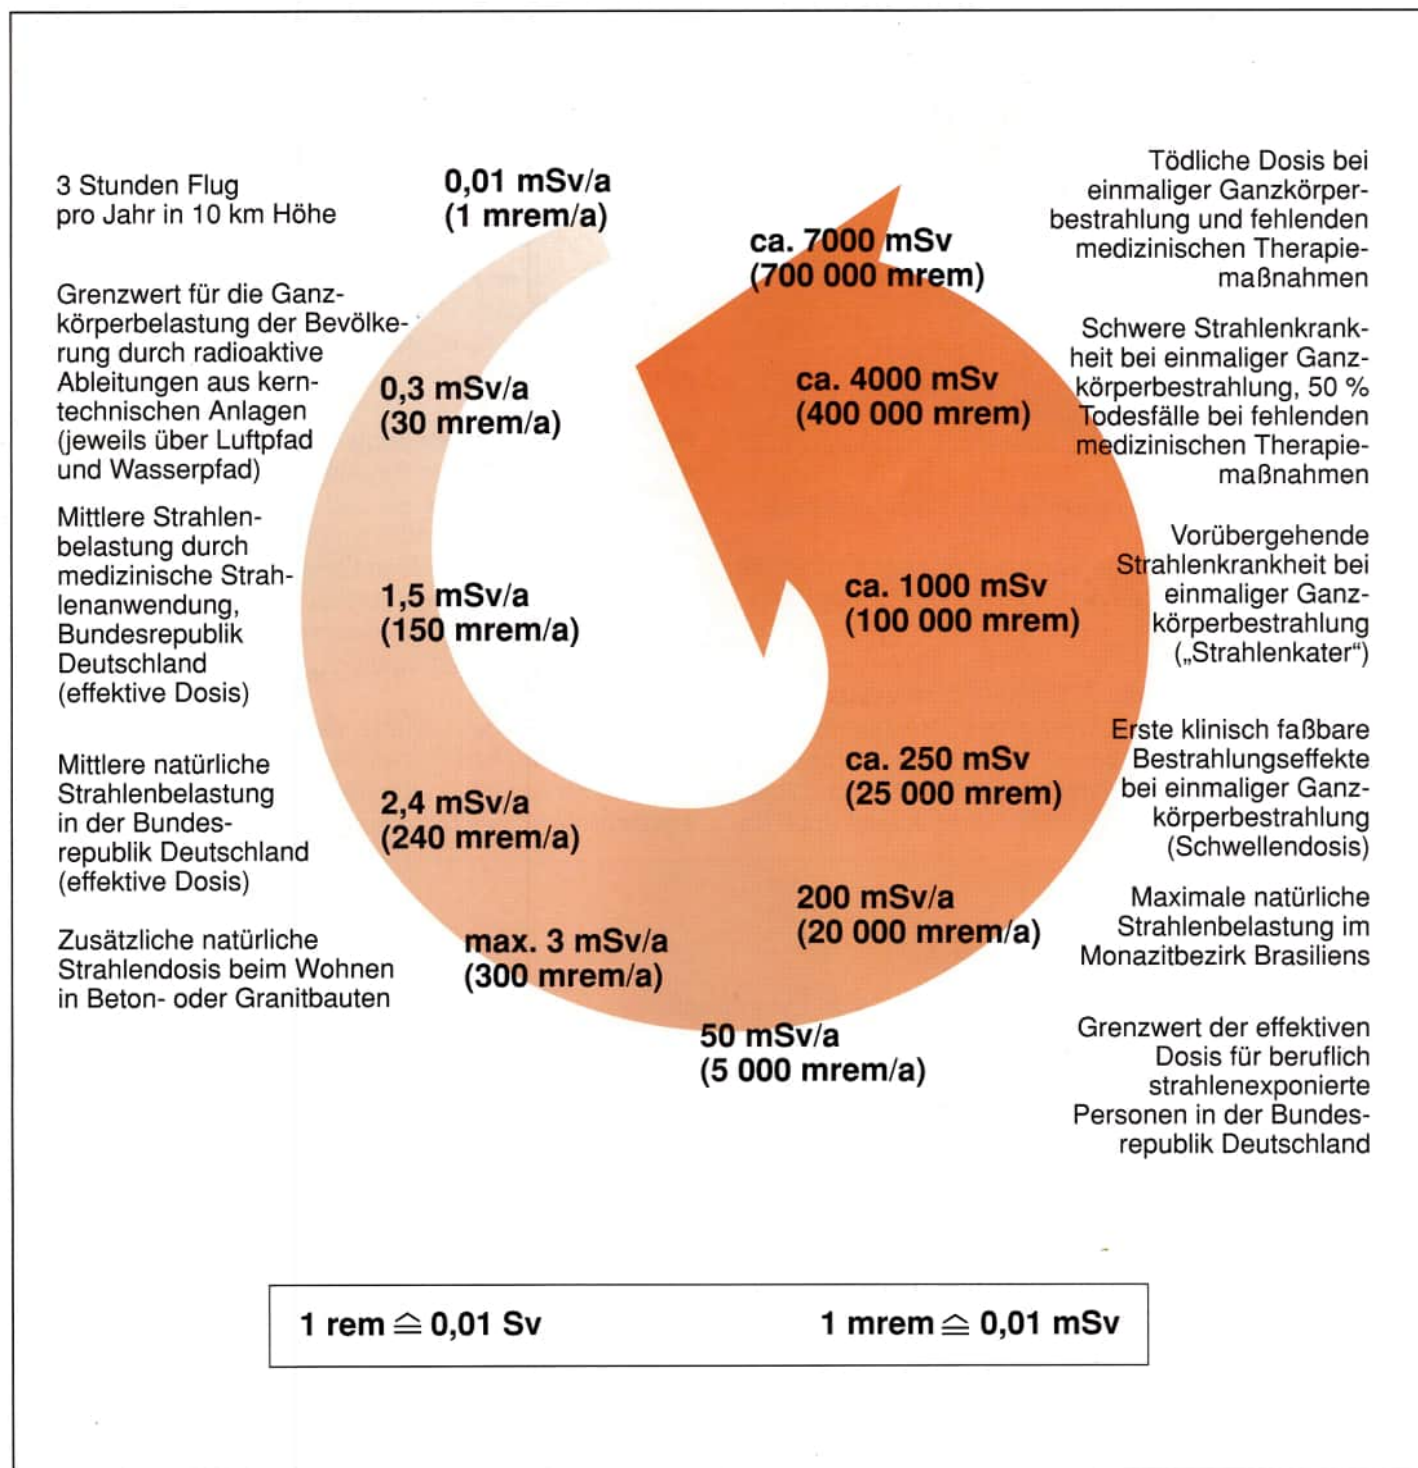 3 Stunden Flug
pro Jahr in 10 km Höhe
0,01 mSv/a
(1 mrem/a)
Grenzwert für die Ganz-
körperbelastung der Bevölke-
rung durch radioaktive
Ableitungen aus kern-
technischen Anlagen
(jeweils über Luftpfad
und Wasserpfad)
0,3 mSv/a
(30 mrem/a)
Mittlere Strahlen-
belastung durch
medizinische Strah-
lenanwendung,
Bundesrepublik
Deutschland
(effektive Dosis)
1,5 mSv/a
(150 mrem/a)
Mittlere natürliche
Strahlenbelastung
in der Bundes-
republik Deutschland
(effektive Dosis)
2,4 mSv/a
(240 mrem/a)
Zusätzliche natürliche
Strahlendosis beim Wohnen
in Beton- oder Granitbauten
max. 3 mSv/a
(300 mrem/a)
50 mSv/a
(5 000 mrem/a)
Grenzwert der effektiven
Dosis für beruflich
strahlenexponierte
Personen in der Bundes-
republik Deutschland
200 mSv/a
(20 000 mrem/a)
Maximale natürliche
Strahlenbelastung im
Monazitbezirk Brasiliens
ca. 250 mSv
(25 000 mrem)
Erste klinisch faßbare
Bestrahlungseffekte
bei einmaliger Ganz-
körperbestrahlung
(Schwellendosis)
ca. 1000 mSv
(100 000 mrem)
Vorübergehende
Strahlenkrankheit bei
einmaliger Ganz-
körperbestrahlung
(„Strahlenkater“)
ca. 4000 mSv
(400 000 mrem)
Schwere Strahlenkrank-
heit bei einmaliger Ganz-
körperbestrahlung, 50 %
Todesfälle bei fehlenden
medizinischen Therapie-
maßnahmen
ca. 7000 mSv
(700 000 mrem)
Tödliche Dosis bei
einmaliger Ganzkörper-
bestrahlung und fehlenden
medizinischen Therapie-
maßnahmen
1 rem ≙ 0,01 Sv
1 mrem ≙ 0,01 mSv